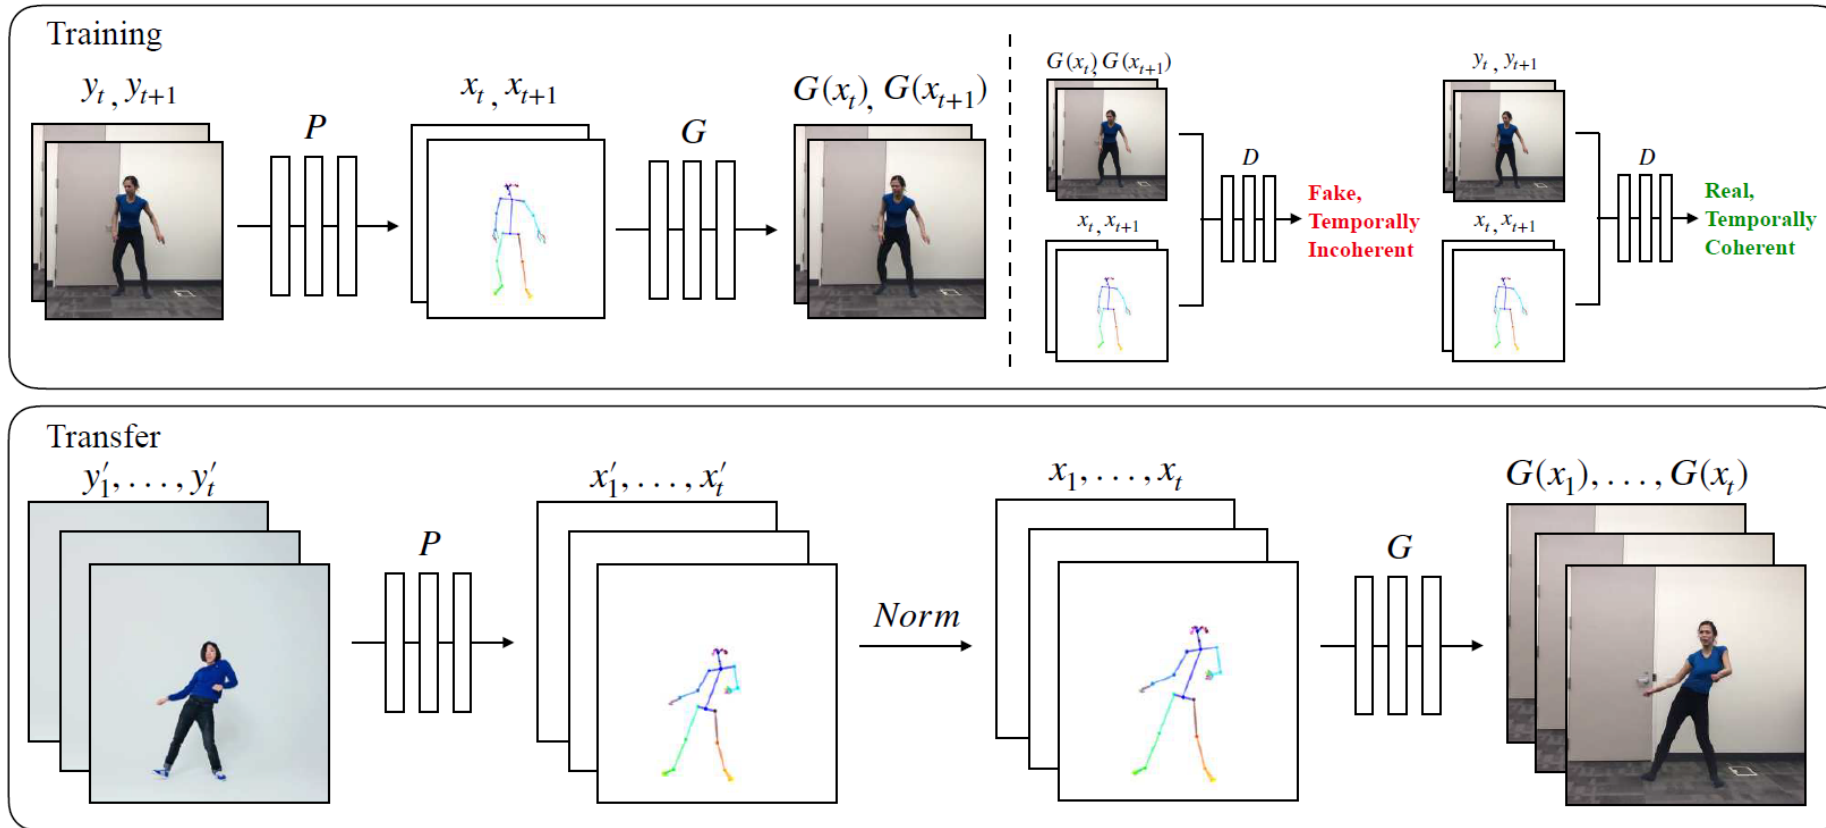 Training
y_t, y_{t+1}
P
x_t, x_{t+1}
G
G(x_t), G(x_{t+1})
G(x_t), G(x_{t+1})
x_t, x_{t+1}
D
Fake,
Temporally
Incoherent
y_t, y_{t+1}
x_t, x_{t+1}
D
Real,
Temporally
Coherent
Transfer
y′_1, . . . , y′_t
P
x′_1, . . . , x′_t
Norm
x_1, . . . , x_t
G
G(x_1), . . . , G(x_t)